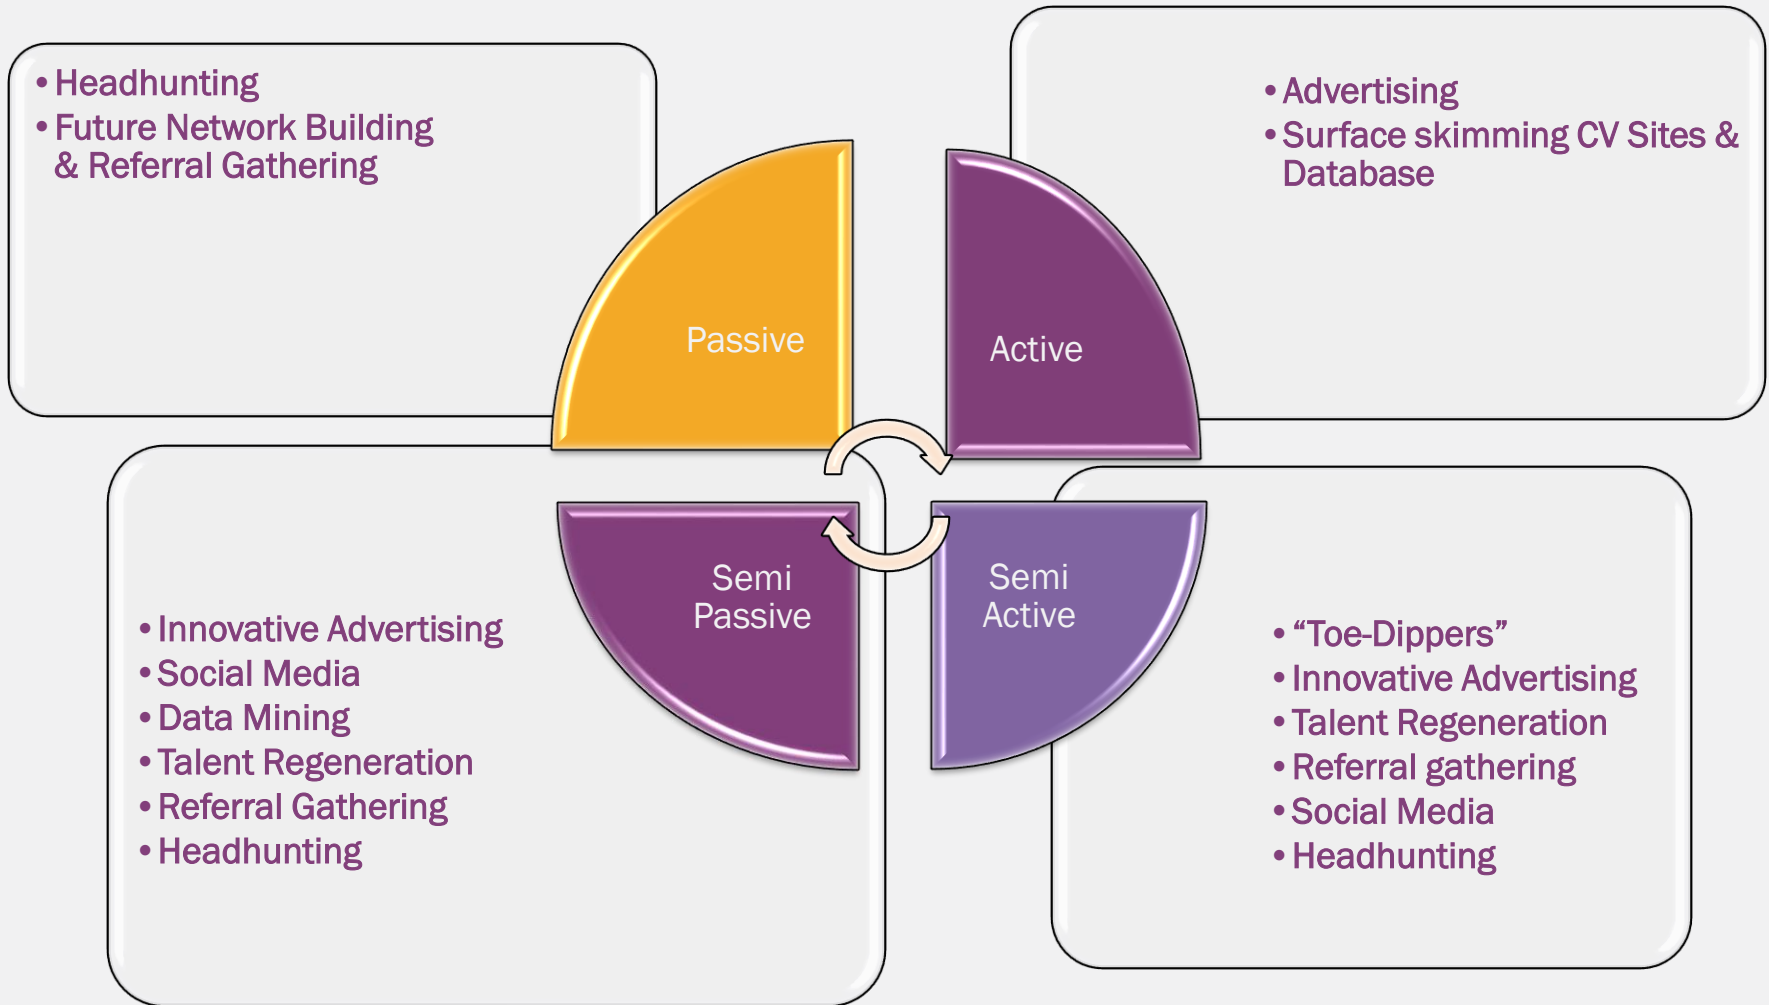 • Headhunting
• Future Network Building
& Referral Gathering
• Advertising
• Surface skimming CV Sites &
Database
Passive
Active
Semi
Passive
Semi
Active
• Innovative Advertising
• Social Media
• Data Mining
• Talent Regeneration
• Referral Gathering
• Headhunting
• “Toe-Dippers”
• Innovative Advertising
• Talent Regeneration
• Referral gathering
• Social Media
• Headhunting